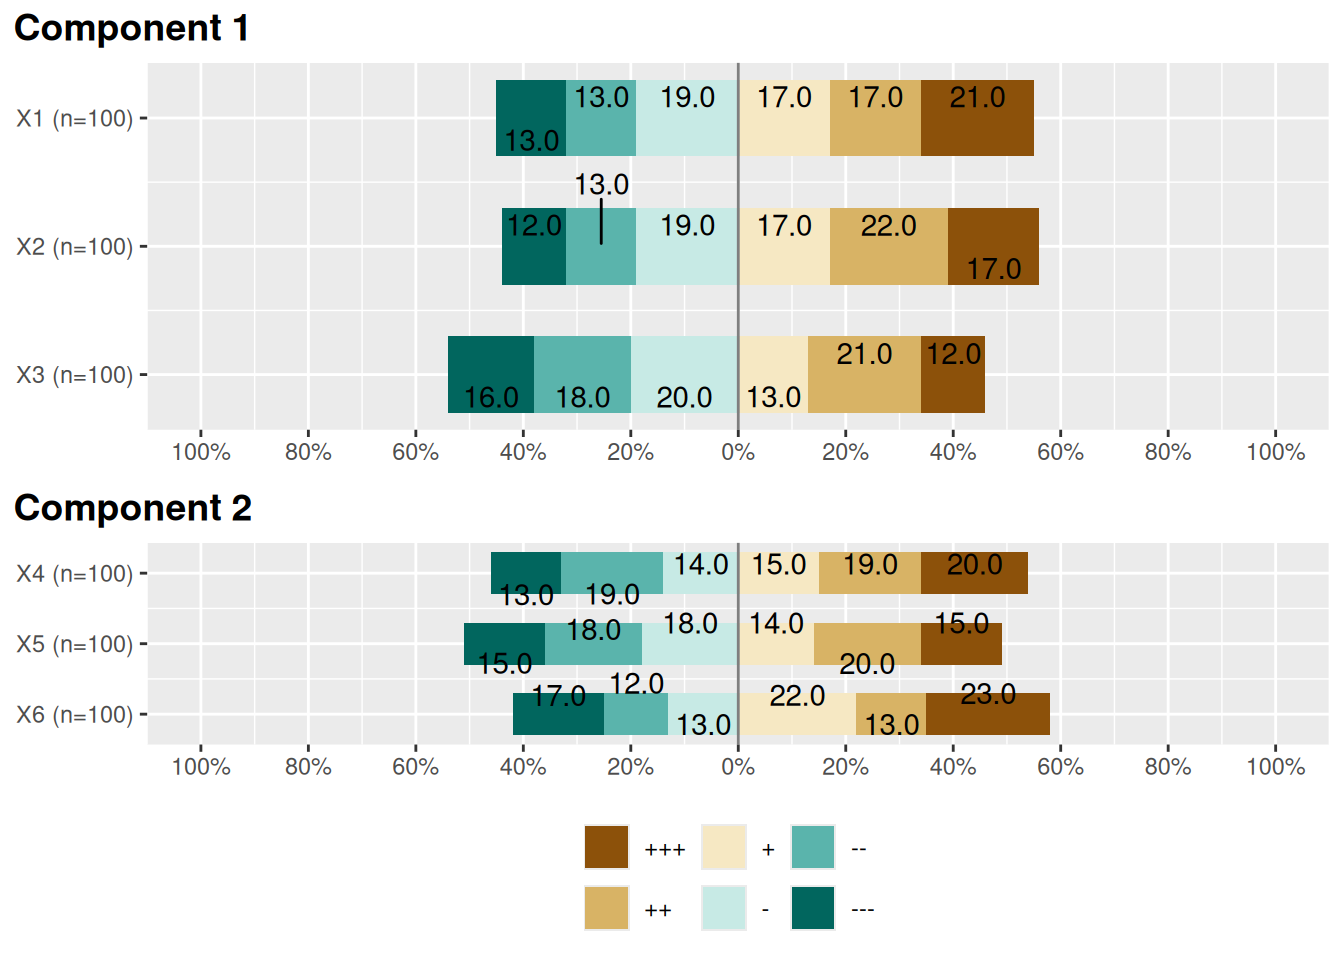 Component 1
X1 (n=100)
13.0 13.0 19.0 17.0 17.0 21.0
X2 (n=100)
12.0 13.0 19.0 17.0 22.0 17.0
X3 (n=100)
16.0 18.0 20.0 13.0 21.0 12.0
100% 80% 60% 40% 20% 0% 20% 40% 60% 80% 100%
Component 2
X4 (n=100)
13.0 19.0 14.0 15.0 19.0 20.0
X5 (n=100)
15.0 18.0 18.0 14.0 20.0 15.0
X6 (n=100)
17.0 12.0 13.0 22.0 13.0 23.0
100% 80% 60% 40% 20% 0% 20% 40% 60% 80% 100%
+++ + --
++ - ---